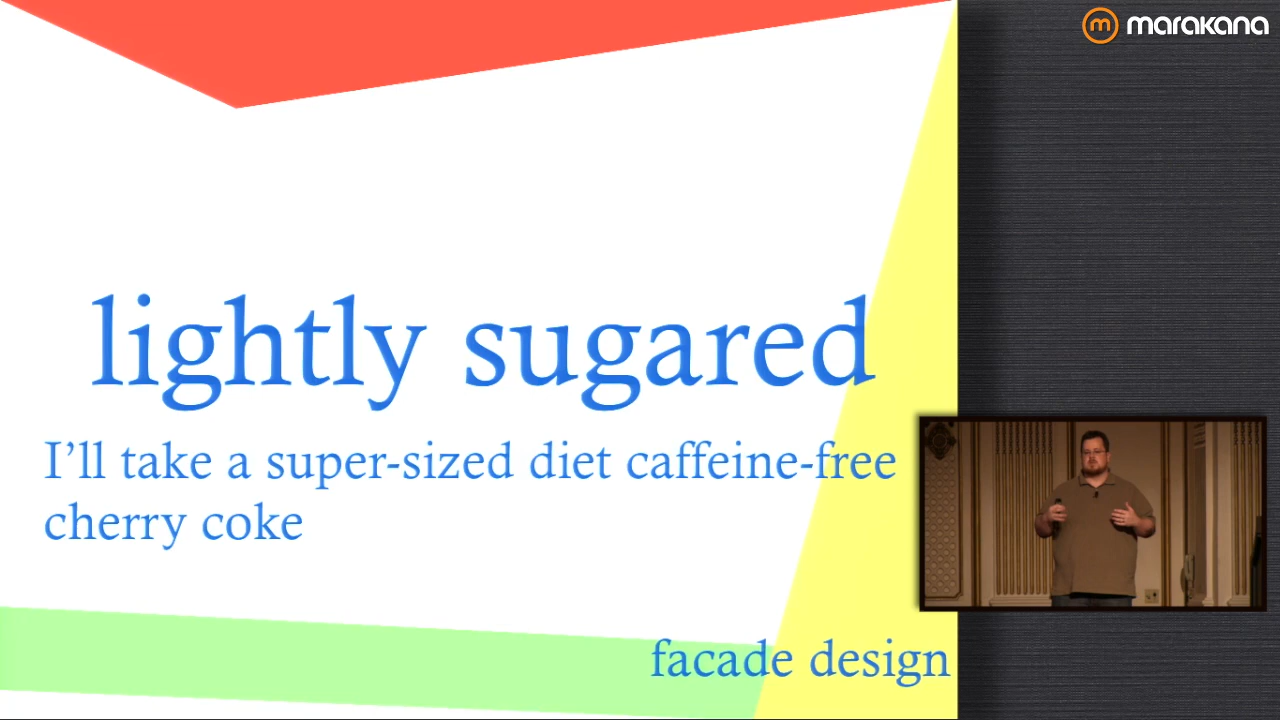 marakana
lightly sugared
I'll take a super-sized diet caffeine-free
cherry coke
facade design